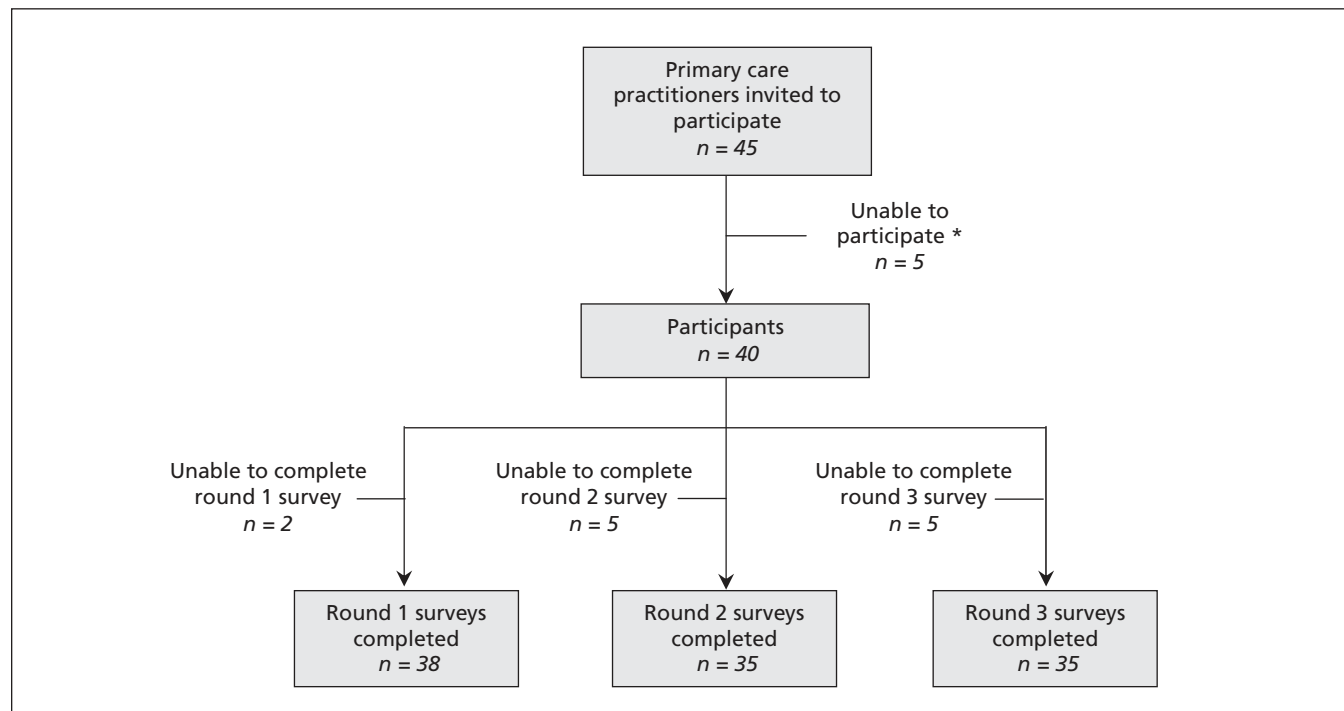 Primary care
practitioners invited to
participate
n = 45
Unable to
participate *
n = 5
Participants
n = 40
Unable to complete
round 1 survey
n = 2
Unable to complete
round 2 survey
n = 5
Unable to complete
round 3 survey
n = 5
Round 1 surveys
completed
n = 38
Round 2 surveys
completed
n = 35
Round 3 surveys
completed
n = 35